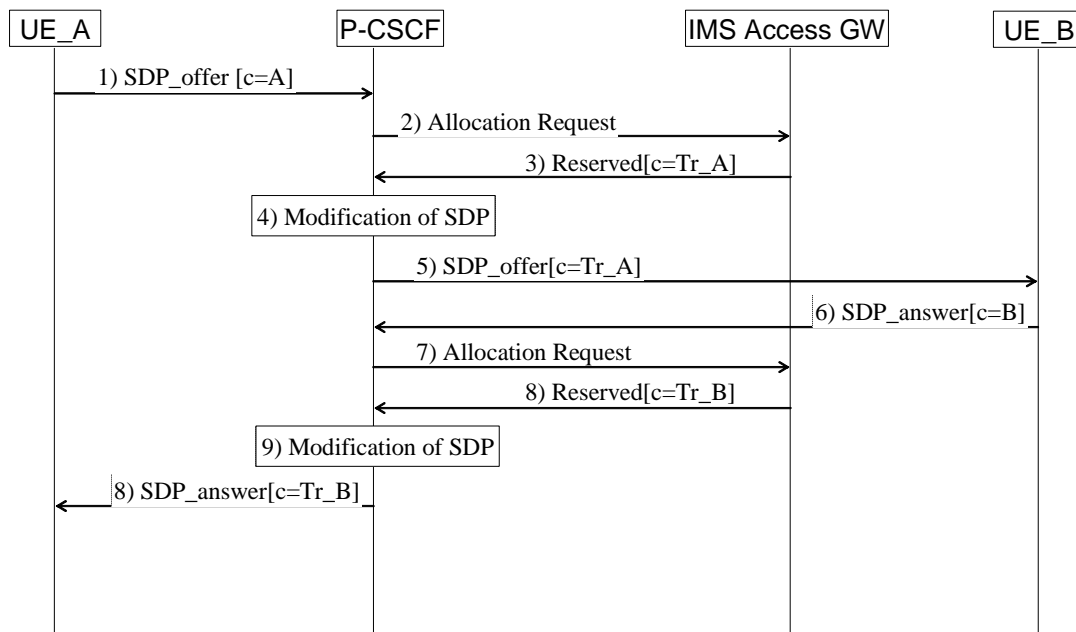 UE_A
P-CSCF
IMS Access GW
UE_B
1) SDP_offer [c=A]
2) Allocation Request
3) Reserved[c=Tr_A]
4) Modification of SDP
5) SDP_offer[c=Tr_A]
6) SDP_answer[c=B]
7) Allocation Request
8) Reserved[c=Tr_B]
9) Modification of SDP
8) SDP_answer[c=Tr_B]